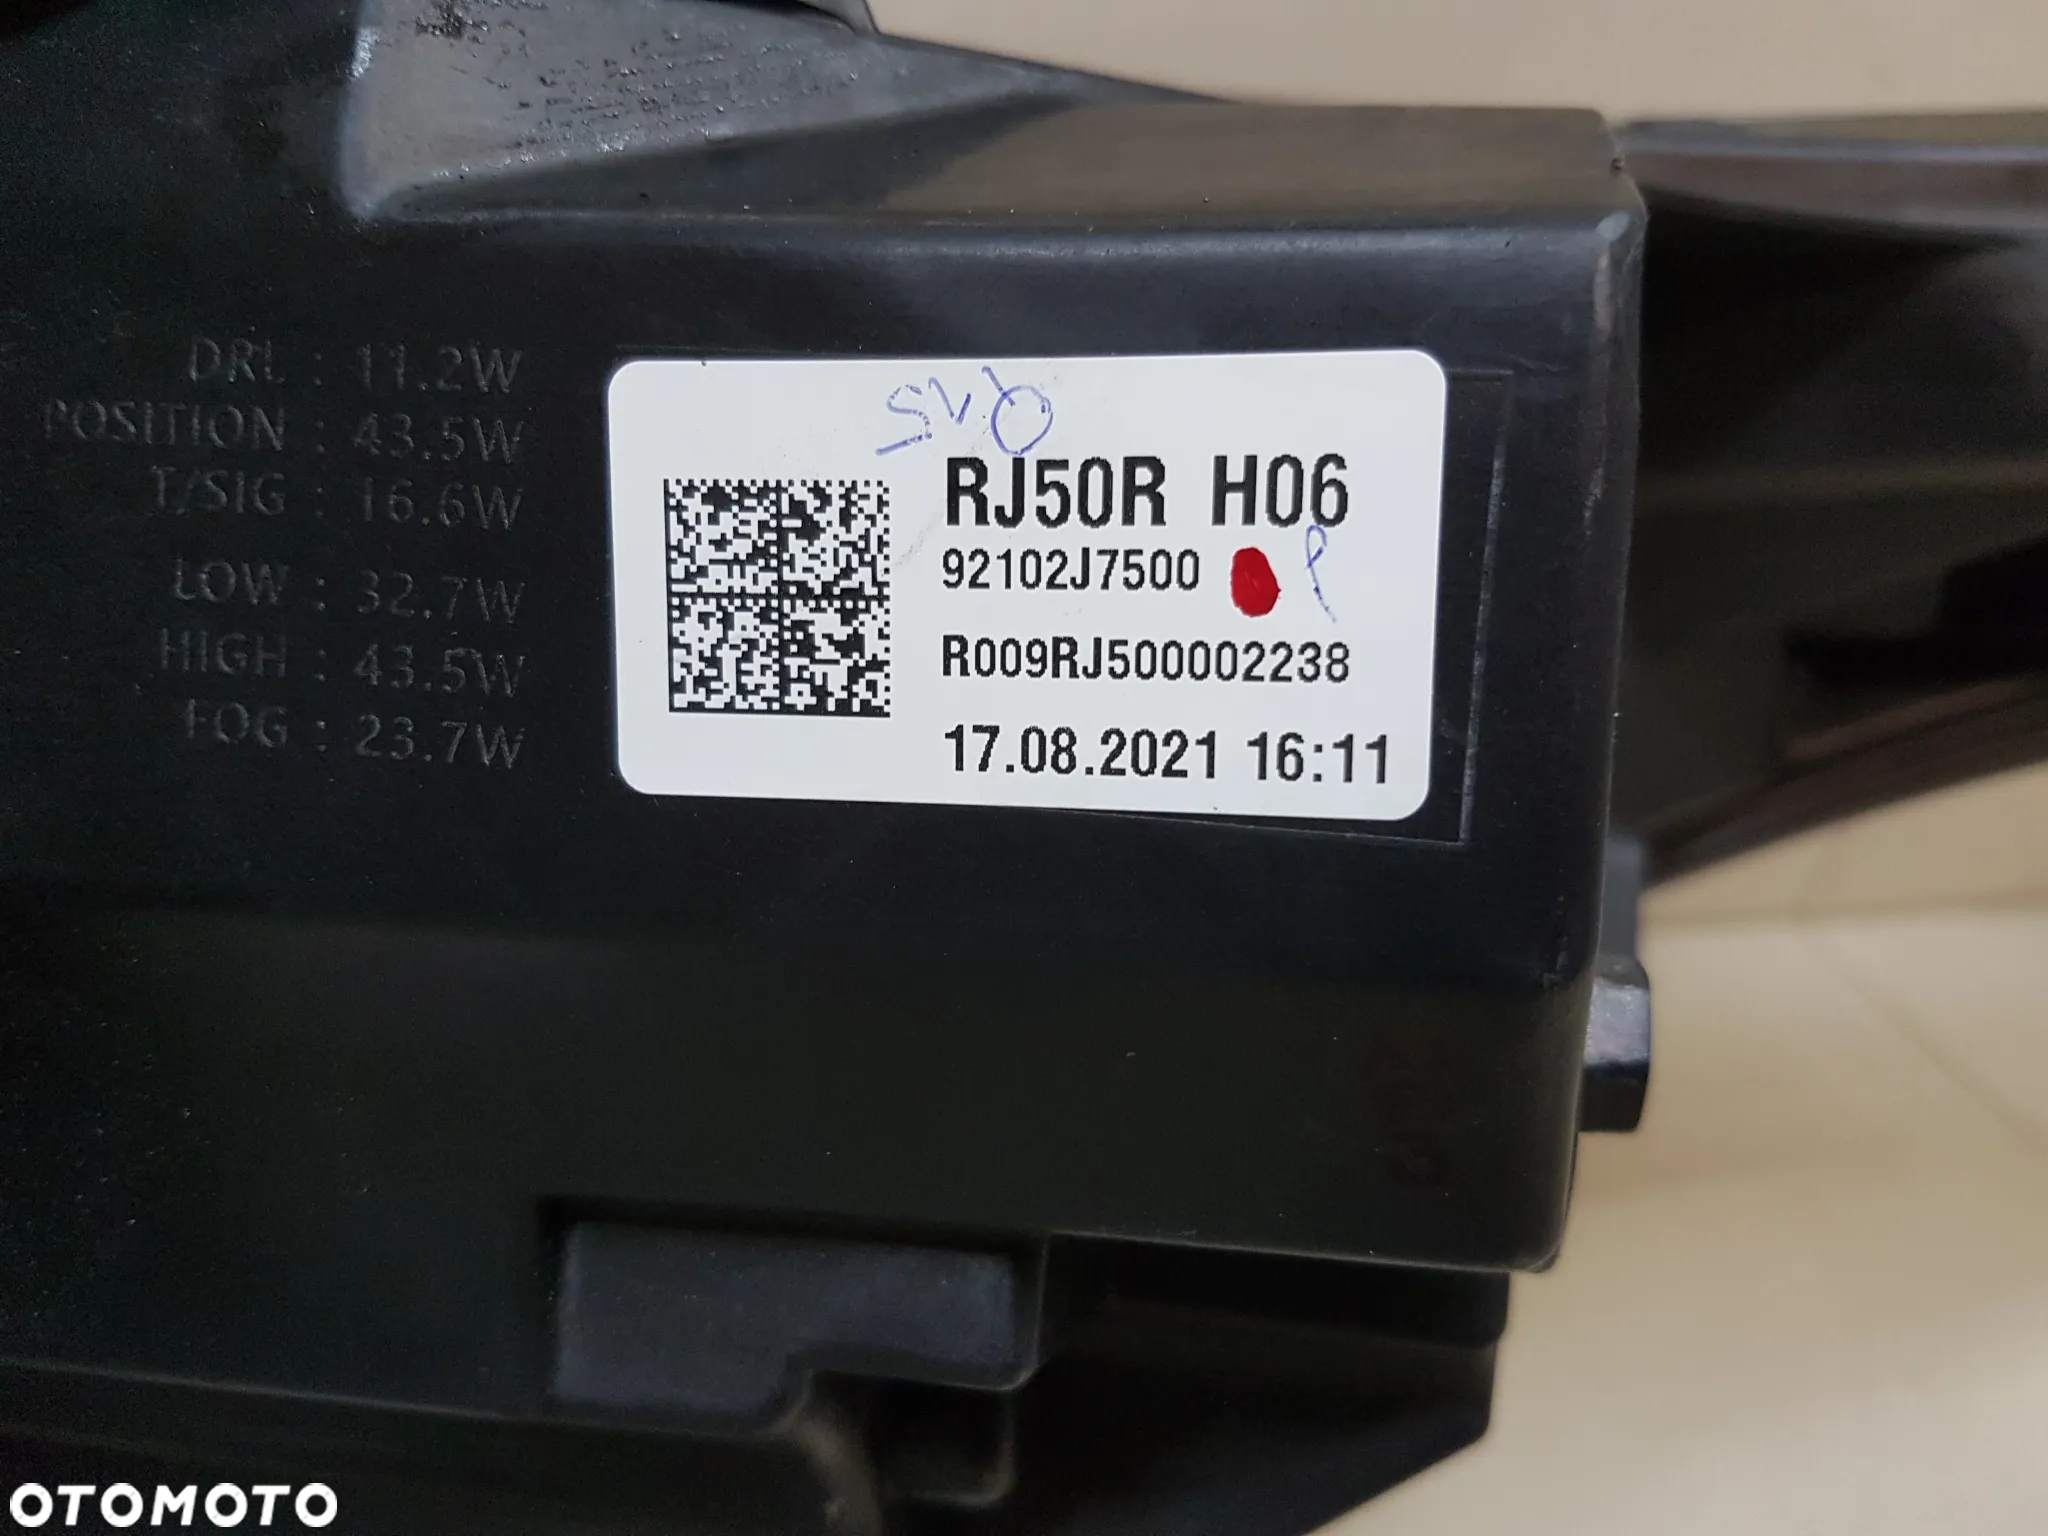 DRL : 11.2W
POSITION : 43.5W
T/SIG : 16.6W
LOW : 32.7W
HIGH : 43.5W
FOG : 23.7W
RJ50R H06
92102J7500
R009RJ500002238
17.08.2021 16:11
OTOMOTO